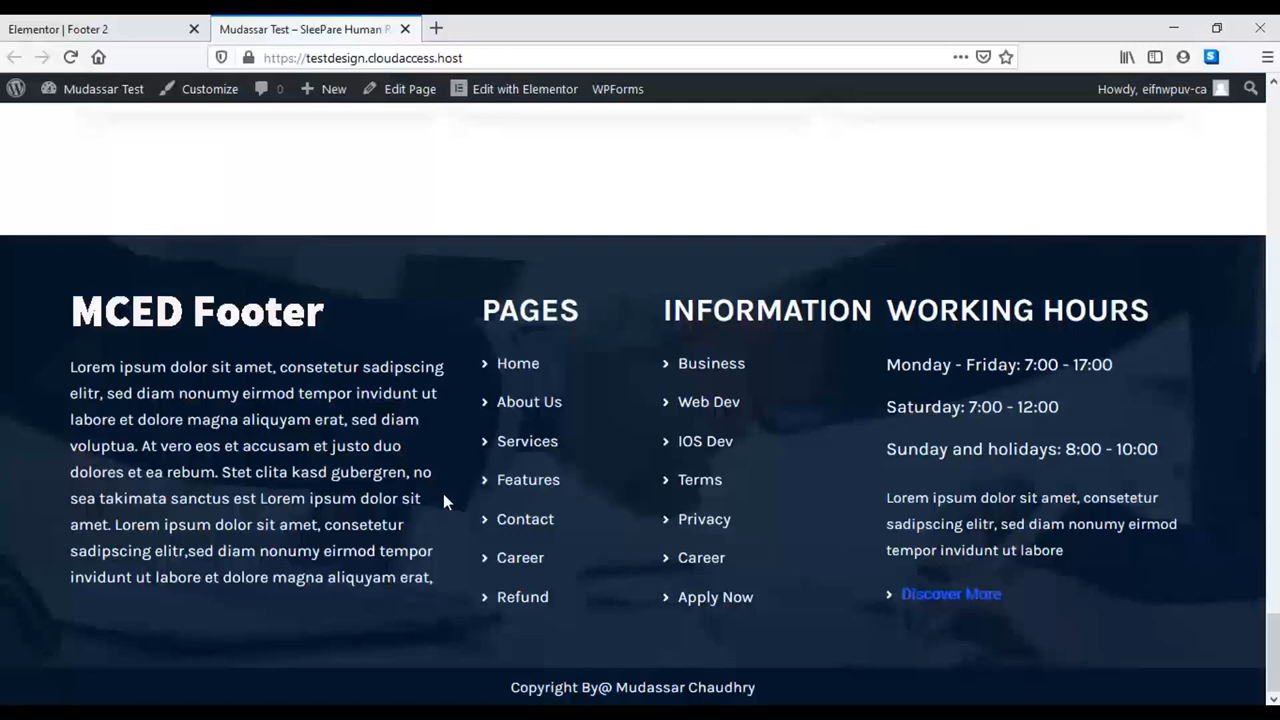 Elementor | Footer 2
Mudassar Test – SleePare Human R
https://testdesign.cloudaccess.host
Mudassar Test
Customize
0
New
Edit Page
Edit with Elementor
WPForms
Howdy, eifnwpuv-ca
MCED Footer
Lorem ipsum dolor sit amet, consetetur sadipscing
elitr, sed diam nonumy eirmod tempor invidunt ut
labore et dolore magna aliquyam erat, sed diam
voluptua. At vero eos et accusam et justo duo
dolores et ea rebum. Stet clita kasd gubergren, no
sea takimata sanctus est Lorem ipsum dolor sit
amet. Lorem ipsum dolor sit amet, consetetur
sadipscing elitr,sed diam nonumy eirmod tempor
invidunt ut labore et dolore magna aliquyam erat,
PAGES
Home
About Us
Services
Features
Contact
Career
Refund
INFORMATION
Business
Web Dev
IOS Dev
Terms
Privacy
Career
Apply Now
WORKING HOURS
Monday - Friday: 7:00 - 17:00
Saturday: 7:00 - 12:00
Sunday and holidays: 8:00 - 10:00
Lorem ipsum dolor sit amet, consetetur
sadipscing elitr, sed diam nonumy eirmod
tempor invidunt ut labore
Discover More
Copyright By@ Mudassar Chaudhry